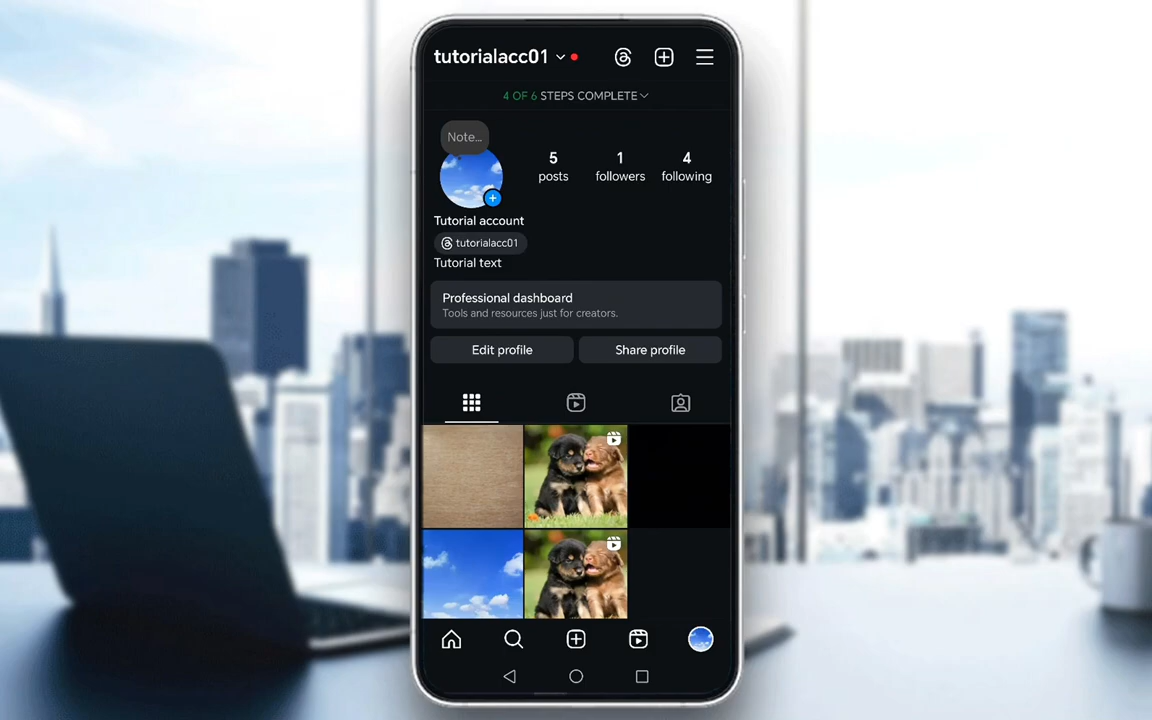 tutorialacc01
4 OF 6 STEPS COMPLETE
Note...
5 posts
1 followers
4 following
Tutorial account
tutorialacc01
Tutorial text
Professional dashboard
Tools and resources just for creators.
Edit profile
Share profile